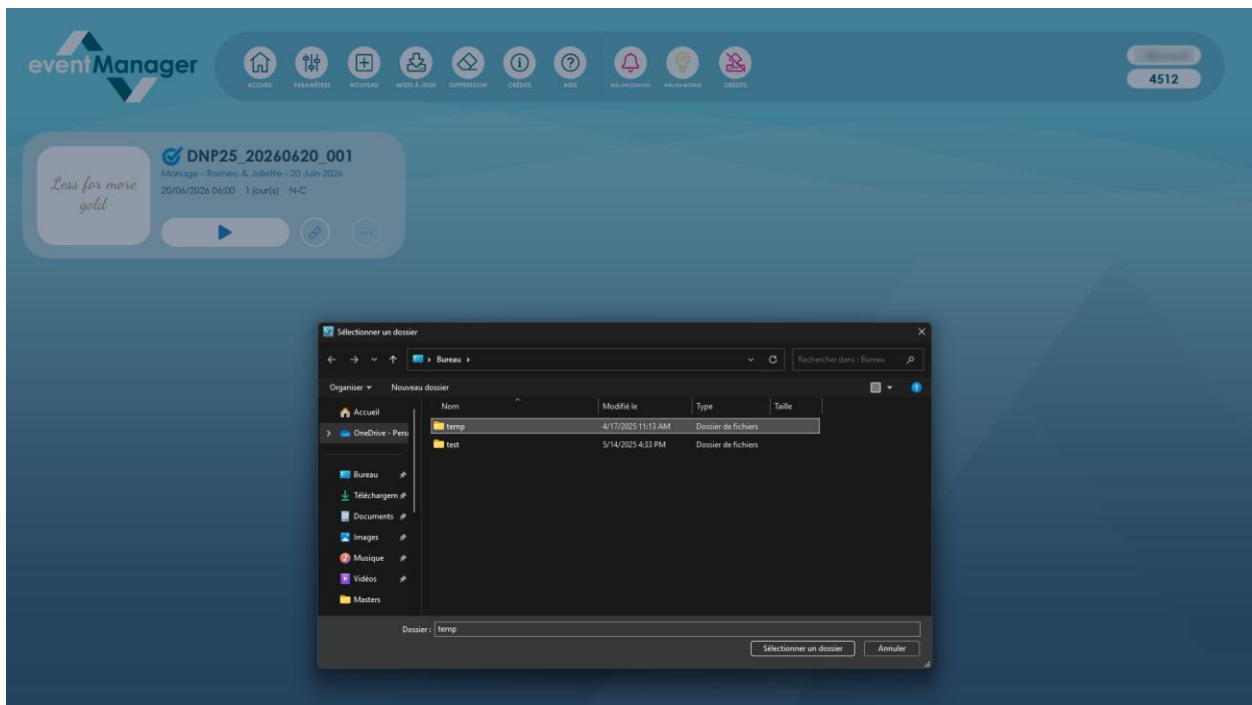 eventManager
ACCUEIL
PARAMÈTRES
NOUVEAU
MISES À JOUR
SUPPRESSION
CRÉDITS
AIDE
CRÉDITS
4512
Less for more
gold
DNP25_20260620_001
Mariage - Romeo & Juliette - 20 Juin 2026
20/06/2026 06:00 1 jour(s) N-C
Sélectionner un dossier
Bureau
Rechercher dans : Bureau
Organiser
Nouveau dossier
Accueil
OneDrive - Pers
Bureau
Téléchargem
Documents
Images
Musique
Vidéos
Masters
Nom Modifié le Type Taille
temp 4/17/2025 11:13 AM Dossier de fichiers
test 5/14/2025 4:33 PM Dossier de fichiers
Dossier : temp
Sélectionner un dossier
Annuler